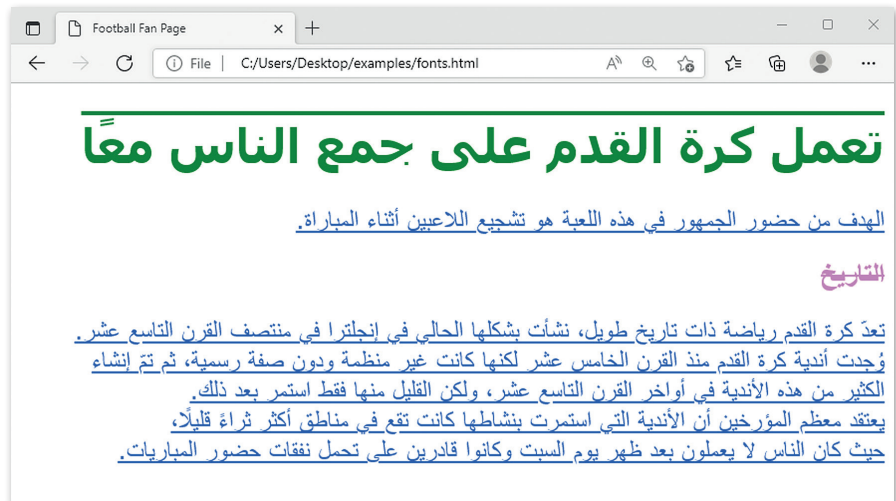 Football Fan Page
File | C:/Users/Desktop/examples/fonts.html
تعمل كرة القدم على جمع الناس معًا
الهدف من حضور الجمهور في هذه اللعبة هو تشجيع اللاعبين أثناء المباراة.
التاريخ
تعدّ كرة القدم رياضة ذات تاريخ طويل، نشأت بشكلها الحالي في إنجلترا في منتصف القرن التاسع عشر.
وُجدت أندية كرة القدم منذ القرن الخامس عشر لكنها كانت غير منظمة ودون صفة رسمية، ثم تمّ إنشاء
الكثير من هذه الأندية في أواخر القرن التاسع عشر، ولكن القليل منها فقط استمر بعد ذلك.
يعتقد معظم المؤرخين أن الأندية التي استمرت بنشاطها كانت تقع في مناطق أكثر ثراءً قليلًا،
حيث كان الناس لا يعملون بعد ظهر يوم السبت وكانوا قادرين على تحمل نفقات حضور المباريات.